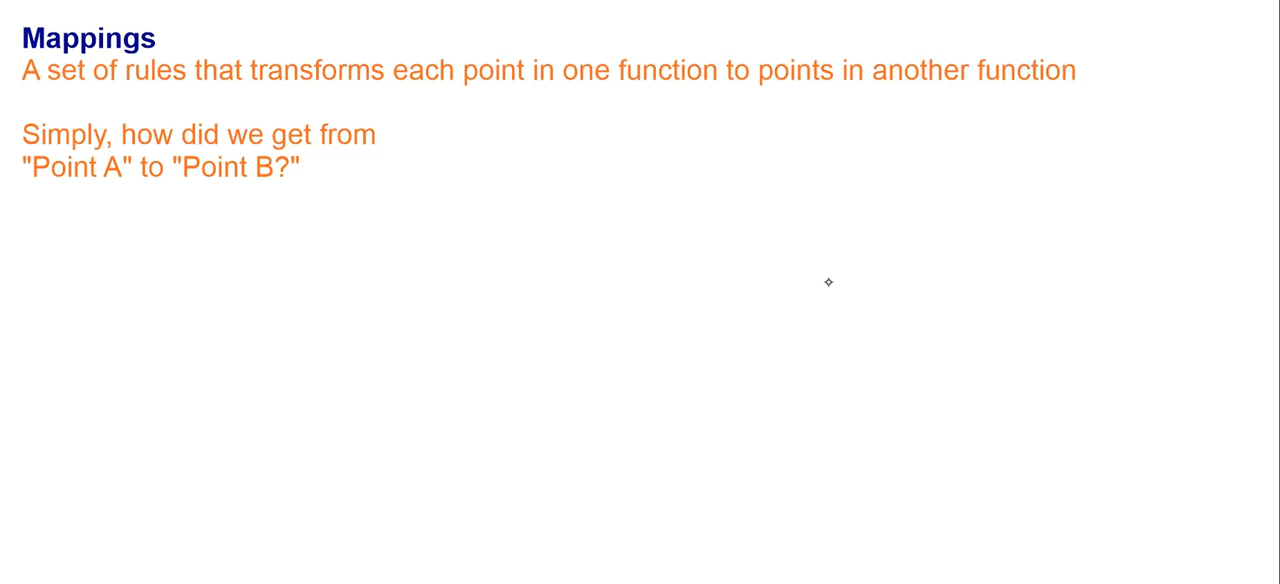 Mappings
A set of rules that transforms each point in one function to points in another function
Simply, how did we get from
"Point A" to "Point B?"